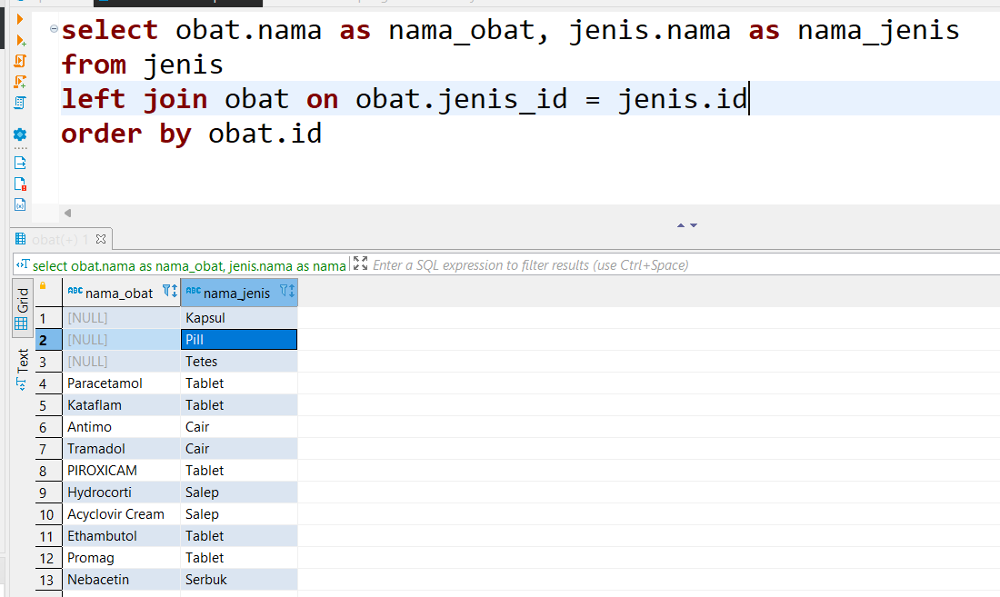 select obat.nama as nama_obat, jenis.nama as nama_jenis
from jenis
left join obat on obat.jenis_id = jenis.id
order by obat.id
obat(+) 1
select obat.nama as nama_obat, jenis.nama as nama Enter a SQL expression to filter results (use Ctrl+Space)
Grid
Text
ABC nama_obat ABC nama_jenis
1 [NULL] Kapsul
2 [NULL] Pill
3 [NULL] Tetes
4 Paracetamol Tablet
5 Kataflam Tablet
6 Antimo Cair
7 Tramadol Cair
8 PIROXICAM Tablet
9 Hydrocorti Salep
10 Acyclovir Cream Salep
11 Ethambutol Tablet
12 Promag Tablet
13 Nebacetin Serbuk